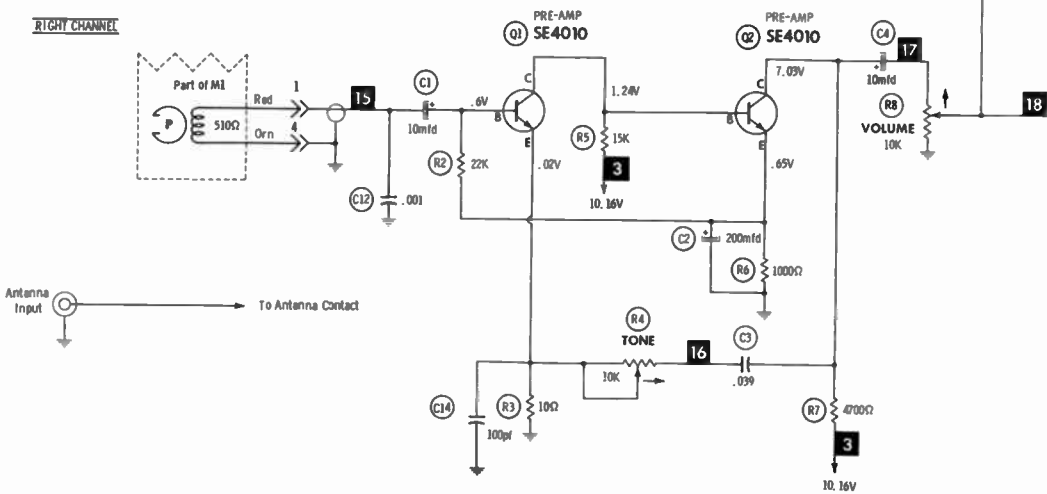 RIGHT CHANNEL
PRE-AMP
Q1 SE4010
PRE-AMP
Q2 SE4010
C4
17
7.03V
10mfd
Part of M1
1
Red
15
C1
+
.6V
C
B
E
10mfd
P
510Ω
Orn
4
1.24V
R5
15K
C
B
E
R8
VOLUME
10K
18
R2
22K
.02V
3
10.16V
.65V
C12
.001
C2
+
200mfd
R6
1000Ω
Antenna
Input
To Antenna Contact
R4
TONE
10K
16
C3
.039
C14
100pf
R3
10Ω
R7
4700Ω
3
10.16V